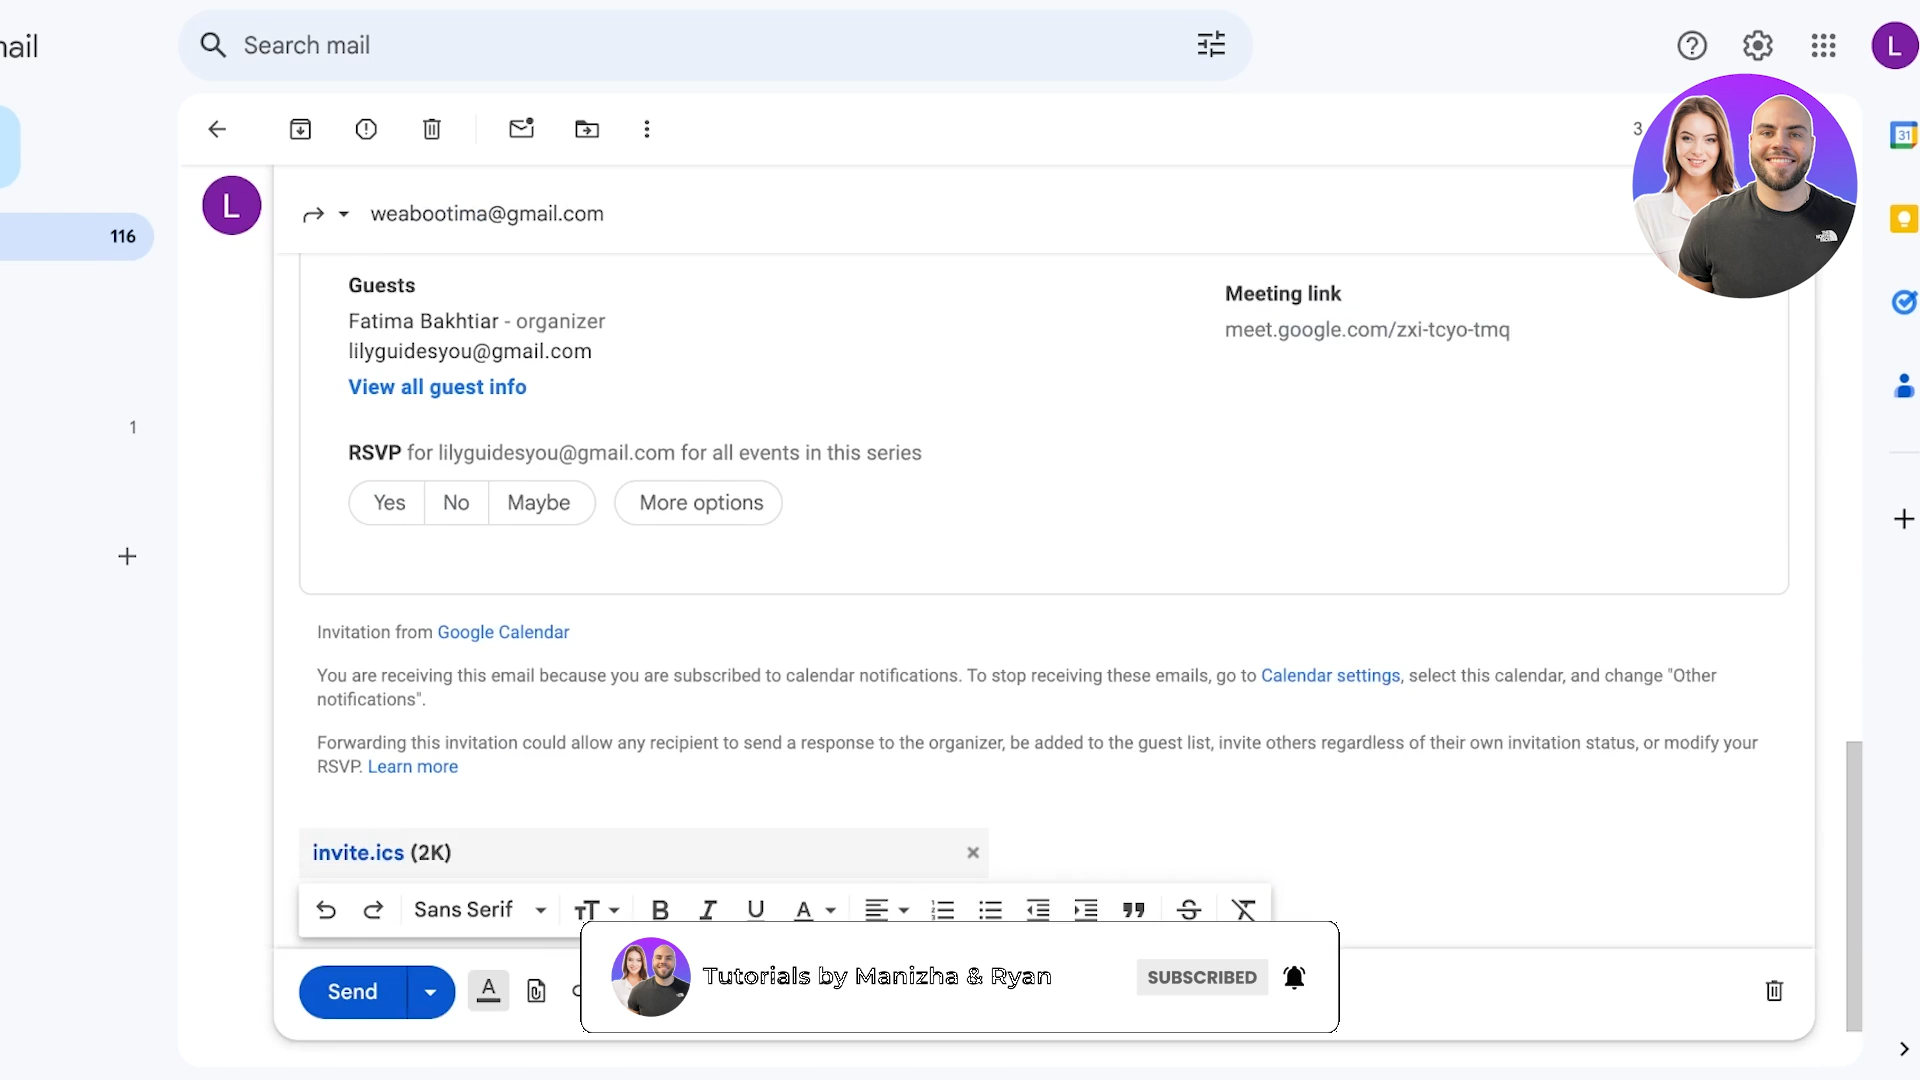 ail
Search mail
L
3
116
31
L
weabootima@gmail.com
Guests
Fatima Bakhtiar - organizer
lilyguidesyou@gmail.com
View all guest info
Meeting link
meet.google.com/zxi-tcyo-tmq
1
RSVP for lilyguidesyou@gmail.com for all events in this series
Yes No Maybe More options
Invitation from Google Calendar
You are receiving this email because you are subscribed to calendar notifications. To stop receiving these emails, go to Calendar settings, select this calendar, and change "Other
notifications".
Forwarding this invitation could allow any recipient to send a response to the organizer, be added to the guest list, invite others regardless of their own invitation status, or modify your
RSVP. Learn more
invite.ics (2K)
Sans Serif
Tutorials by Manizha & Ryan
SUBSCRIBED
Send